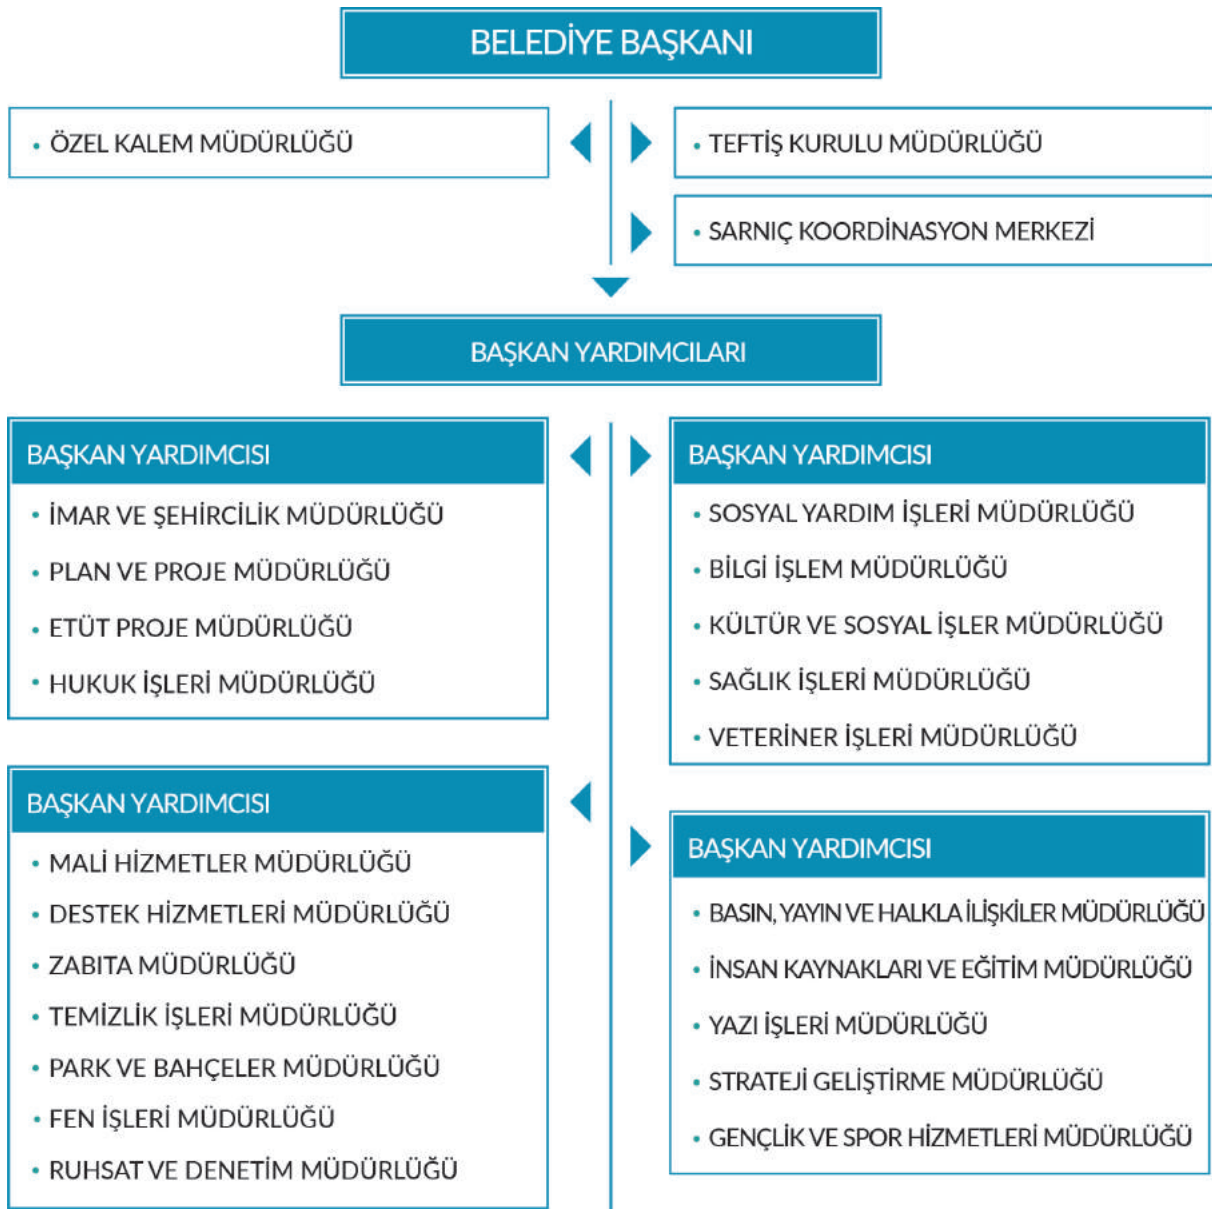 BELEDİYE BAŞKANI
• ÖZEL KALEM MÜDÜRLÜĞÜ
• TEFTİŞ KURULU MÜDÜRLÜĞÜ
• SARNIÇ KOORDİNASYON MERKEZİ
BAŞKAN YARDIMCILARI
BAŞKAN YARDIMCISI
• İMAR VE ŞEHİRCİLİK MÜDÜRLÜĞÜ
• PLAN VE PROJE MÜDÜRLÜĞÜ
• ETÜT PROJE MÜDÜRLÜĞÜ
• HUKUK İŞLERİ MÜDÜRLÜĞÜ
BAŞKAN YARDIMCISI
• SOSYAL YARDIM İŞLERİ MÜDÜRLÜĞÜ
• BİLGİ İŞLEM MÜDÜRLÜĞÜ
• KÜLTÜR VE SOSYAL İŞLER MÜDÜRLÜĞÜ
• SAĞLIK İŞLERİ MÜDÜRLÜĞÜ
• VETERİNER İŞLERİ MÜDÜRLÜĞÜ
BAŞKAN YARDIMCISI
• MALİ HİZMETLER MÜDÜRLÜĞÜ
• DESTEK HİZMETLERİ MÜDÜRLÜĞÜ
• ZABITA MÜDÜRLÜĞÜ
• TEMİZLİK İŞLERİ MÜDÜRLÜĞÜ
• PARK VE BAHÇELER MÜDÜRLÜĞÜ
• FEN İŞLERİ MÜDÜRLÜĞÜ
• RUHSAT VE DENETİM MÜDÜRLÜĞÜ
BAŞKAN YARDIMCISI
• BASIN, YAYIN VE HALKLA İLİŞKİLER MÜDÜRLÜĞÜ
• İNSAN KAYNAKLARI VE EĞİTİM MÜDÜRLÜĞÜ
• YAZI İŞLERİ MÜDÜRLÜĞÜ
• STRATEJİ GELİŞTİRME MÜDÜRLÜĞÜ
• GENÇLİK VE SPOR HİZMETLERİ MÜDÜRLÜĞÜ